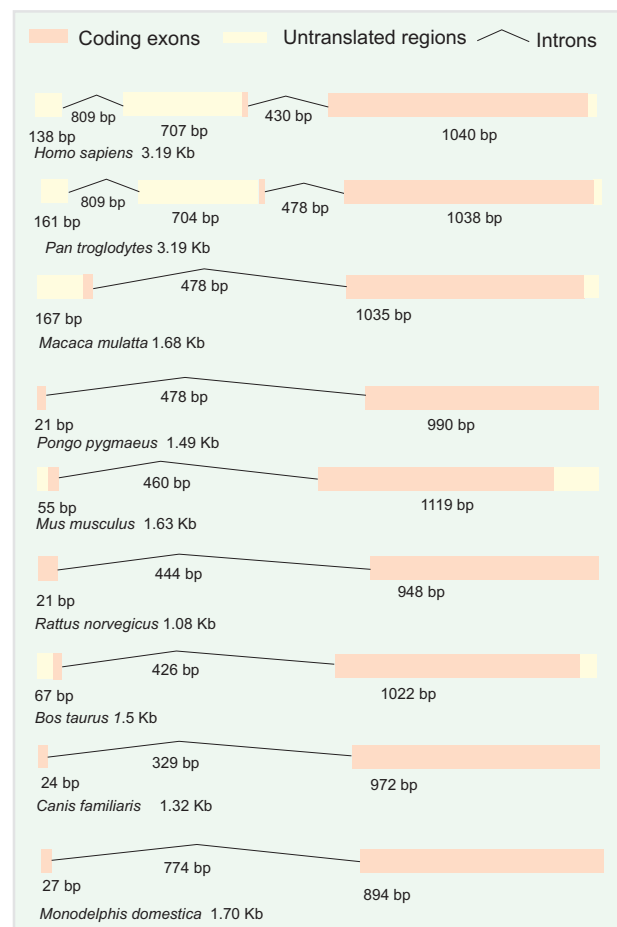 Coding exons Untranslated regions Introns
809 bp 430 bp
138 bp 707 bp 1040 bp
Homo sapiens 3.19 Kb
809 bp 478 bp
161 bp 704 bp 1038 bp
Pan troglodytes 3.19 Kb
478 bp
167 bp 1035 bp
Macaca mulatta 1.68 Kb
478 bp
21 bp 990 bp
Pongo pygmaeus 1.49 Kb
460 bp
55 bp 1119 bp
Mus musculus 1.63 Kb
444 bp
21 bp 948 bp
Rattus norvegicus 1.08 Kb
426 bp
67 bp 1022 bp
Bos taurus 1.5 Kb
329 bp
24 bp 972 bp
Canis familiaris 1.32 Kb
774 bp
27 bp 894 bp
Monodelphis domestica 1.70 Kb